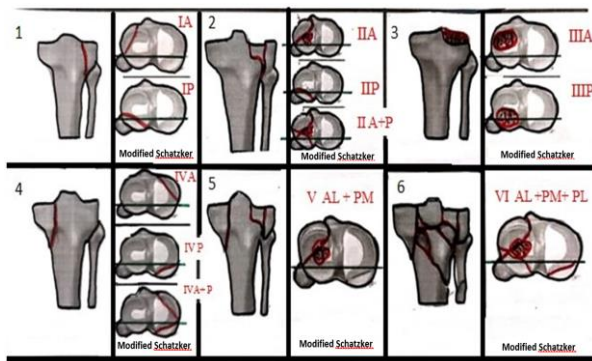 1
IA
IP
Modified Schatzker
2
IIA
IIP
II A+P
Modified Schatzker
3
IIIA
IIIP
Modified Schatzker
4
IVA
IV P
IVA+P
Modified Schatzker
5
V AL + PM
Modified Schatzker
6
VI AL +PM+ PL
Modified Schatzker